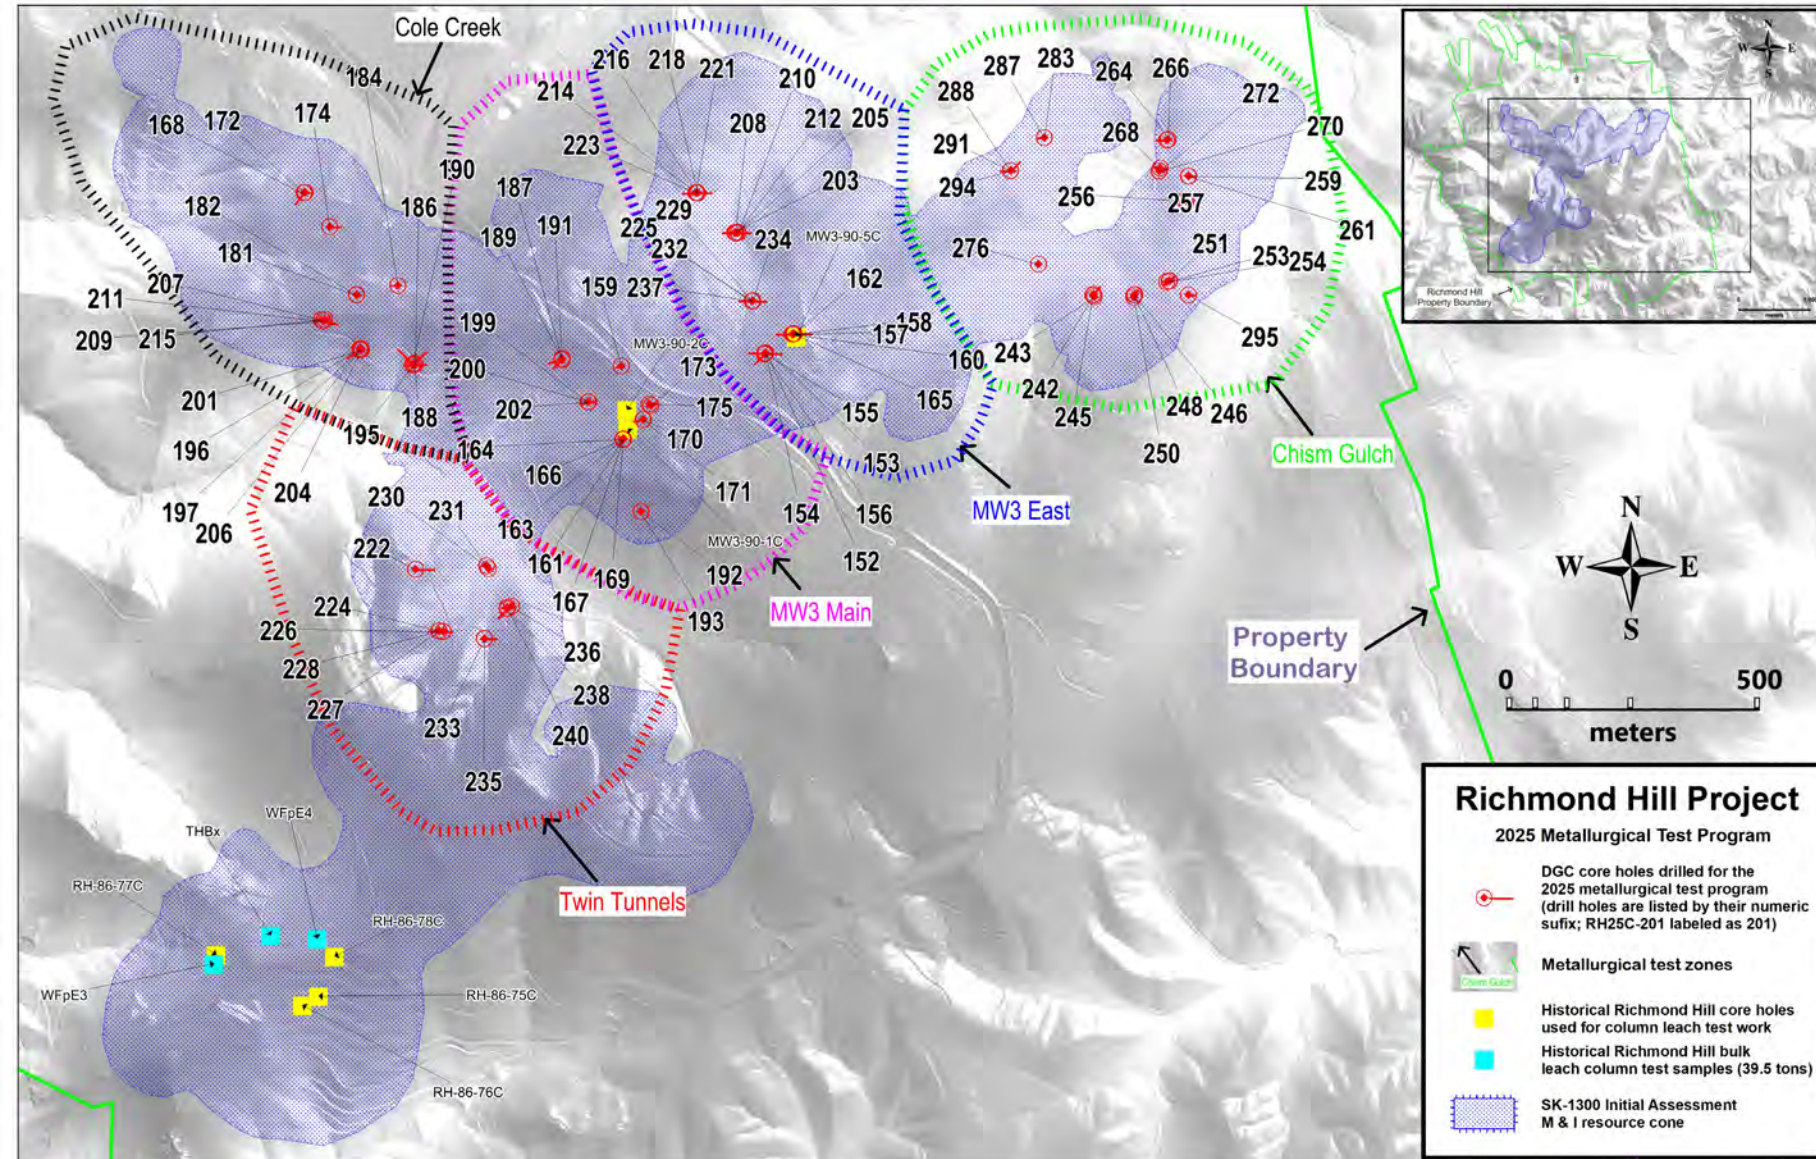 Cole Creek
184
216
218
221
210
214
208
212
205
168
172
174
223
190
186
187
191
189
182
181
207
211
209
215
203
229
225
232
234
MW3-90-5C
159
237
162
158
157
160
199
200
202
MW3-90-2C
173
175
155
165
201
196
195
188
164
166
170
153
171
154
156
152
204
197
206
230
231
163
161
169
MW3-90-1C
192
167
193
222
224
226
228
227
233
235
236
238
240
287
283
264
266
272
288
268
270
291
294
256
257
259
261
276
251
253
254
295
243
242
245
248
246
250
Chism Gulch
MW3 East
MW3 Main
Twin Tunnels
Property
Boundary
WFpE4
THBx
RH-86-77C
RH-86-78C
WFpE3
RH-86-75C
RH-86-76C
N
W E
S
Richmond Hill
Property Boundary
N
W E
S
0 500
meters
Richmond Hill Project
2025 Metallurgical Test Program
DGC core holes drilled for the
2025 metallurgical test program
(drill holes are listed by their numeric
sufix; RH25C-201 labeled as 201)
Chism Gulch
Metallurgical test zones
Historical Richmond Hill core holes
used for column leach test work
Historical Richmond Hill bulk
leach column test samples (39.5 tons)
SK-1300 Initial Assessment
M & I resource cone